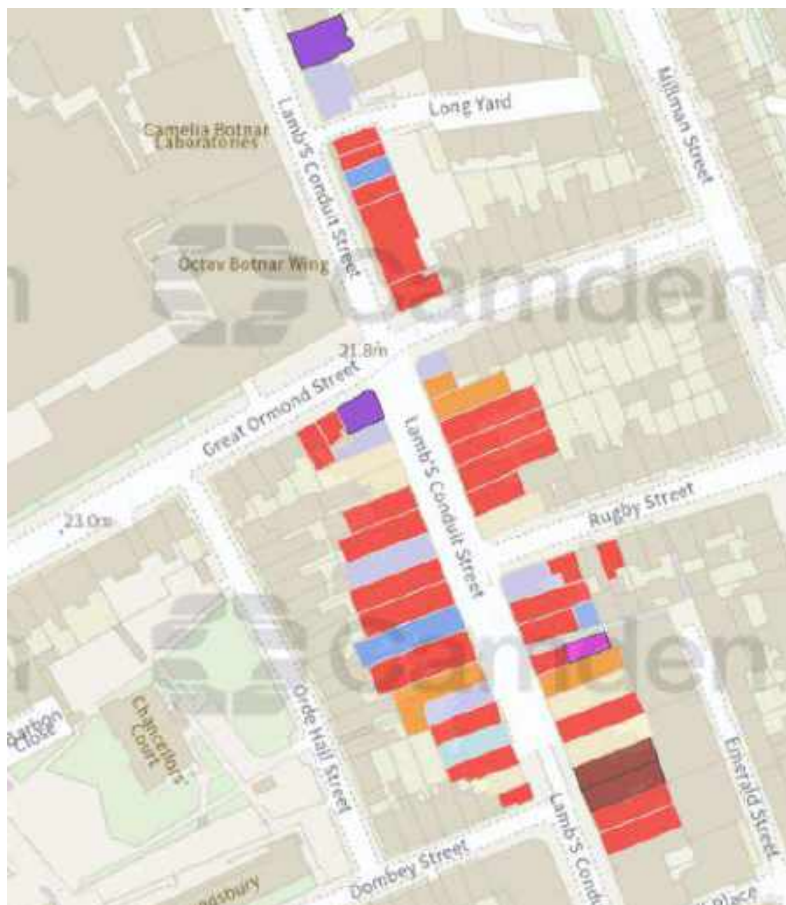 Lamb'S Conduit Street
Long Yard
Millman Street
Camelia Botnar
Laboratories
Octav Botnar Wing
Camden
21.8m
Great Ormond Street
Lamb'S Conduit Street
Rugby Street
23.0m
Camden
Chancellors'
Court
Orde Hall Street
Close
Emerald Street
Lamb'S Condu
Dombey Street
dsbury
Place